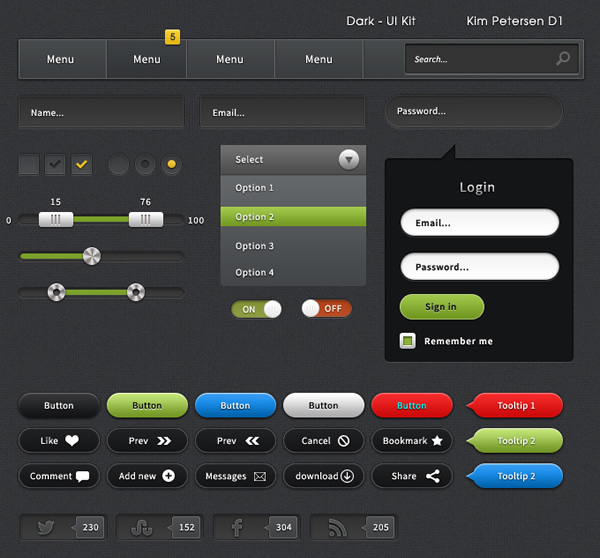 Dark - UI Kit Kim Petersen D1
5
Menu Menu Menu Menu Search...
Name... Email... Password...
Select
Option 1
Option 2
Option 3
Option 4
15 76
0 100
ON OFF
Login
Email...
Password...
Sign in
Remember me
Button Button Button Button Button Tooltip 1
Like Prev Prev Cancel Bookmark Tooltip 2
Comment Add new Messages download Share Tooltip 2
230 152 304 205